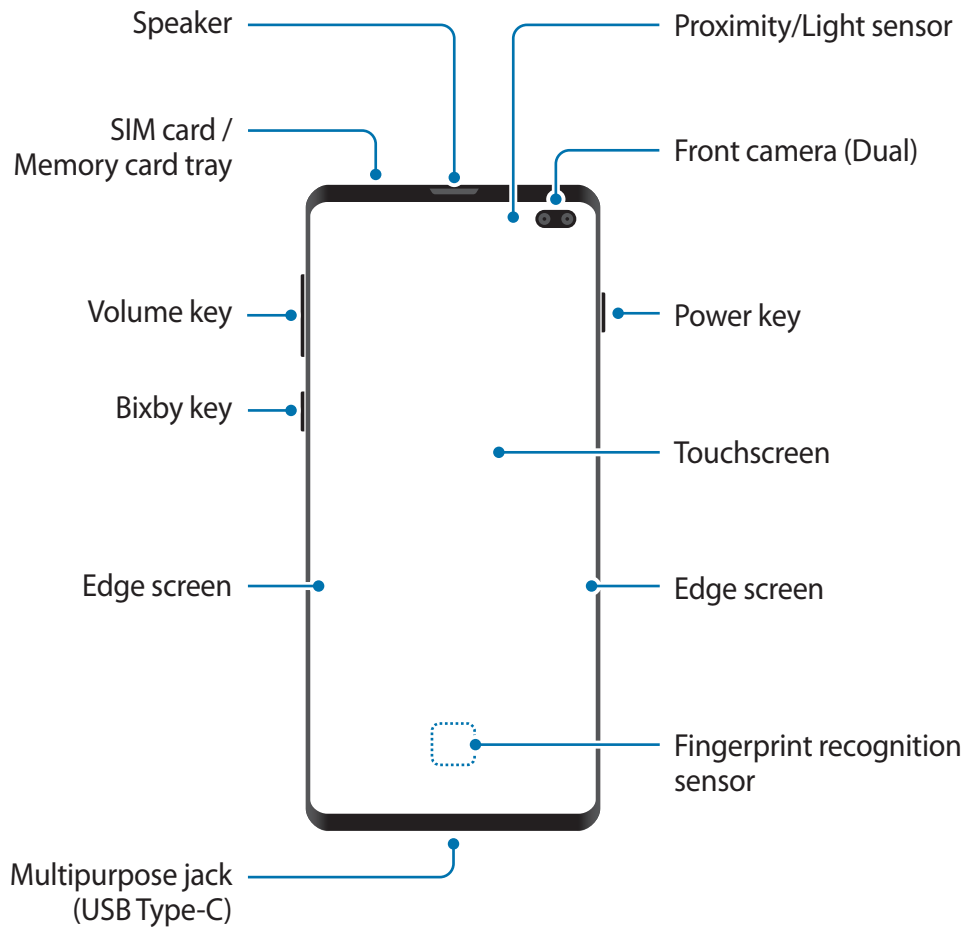 Speaker
SIM card /
Memory card tray
Volume key
Bixby key
Edge screen
Multipurpose jack
(USB Type-C)
Proximity/Light sensor
Front camera (Dual)
Power key
Touchscreen
Edge screen
Fingerprint recognition
sensor